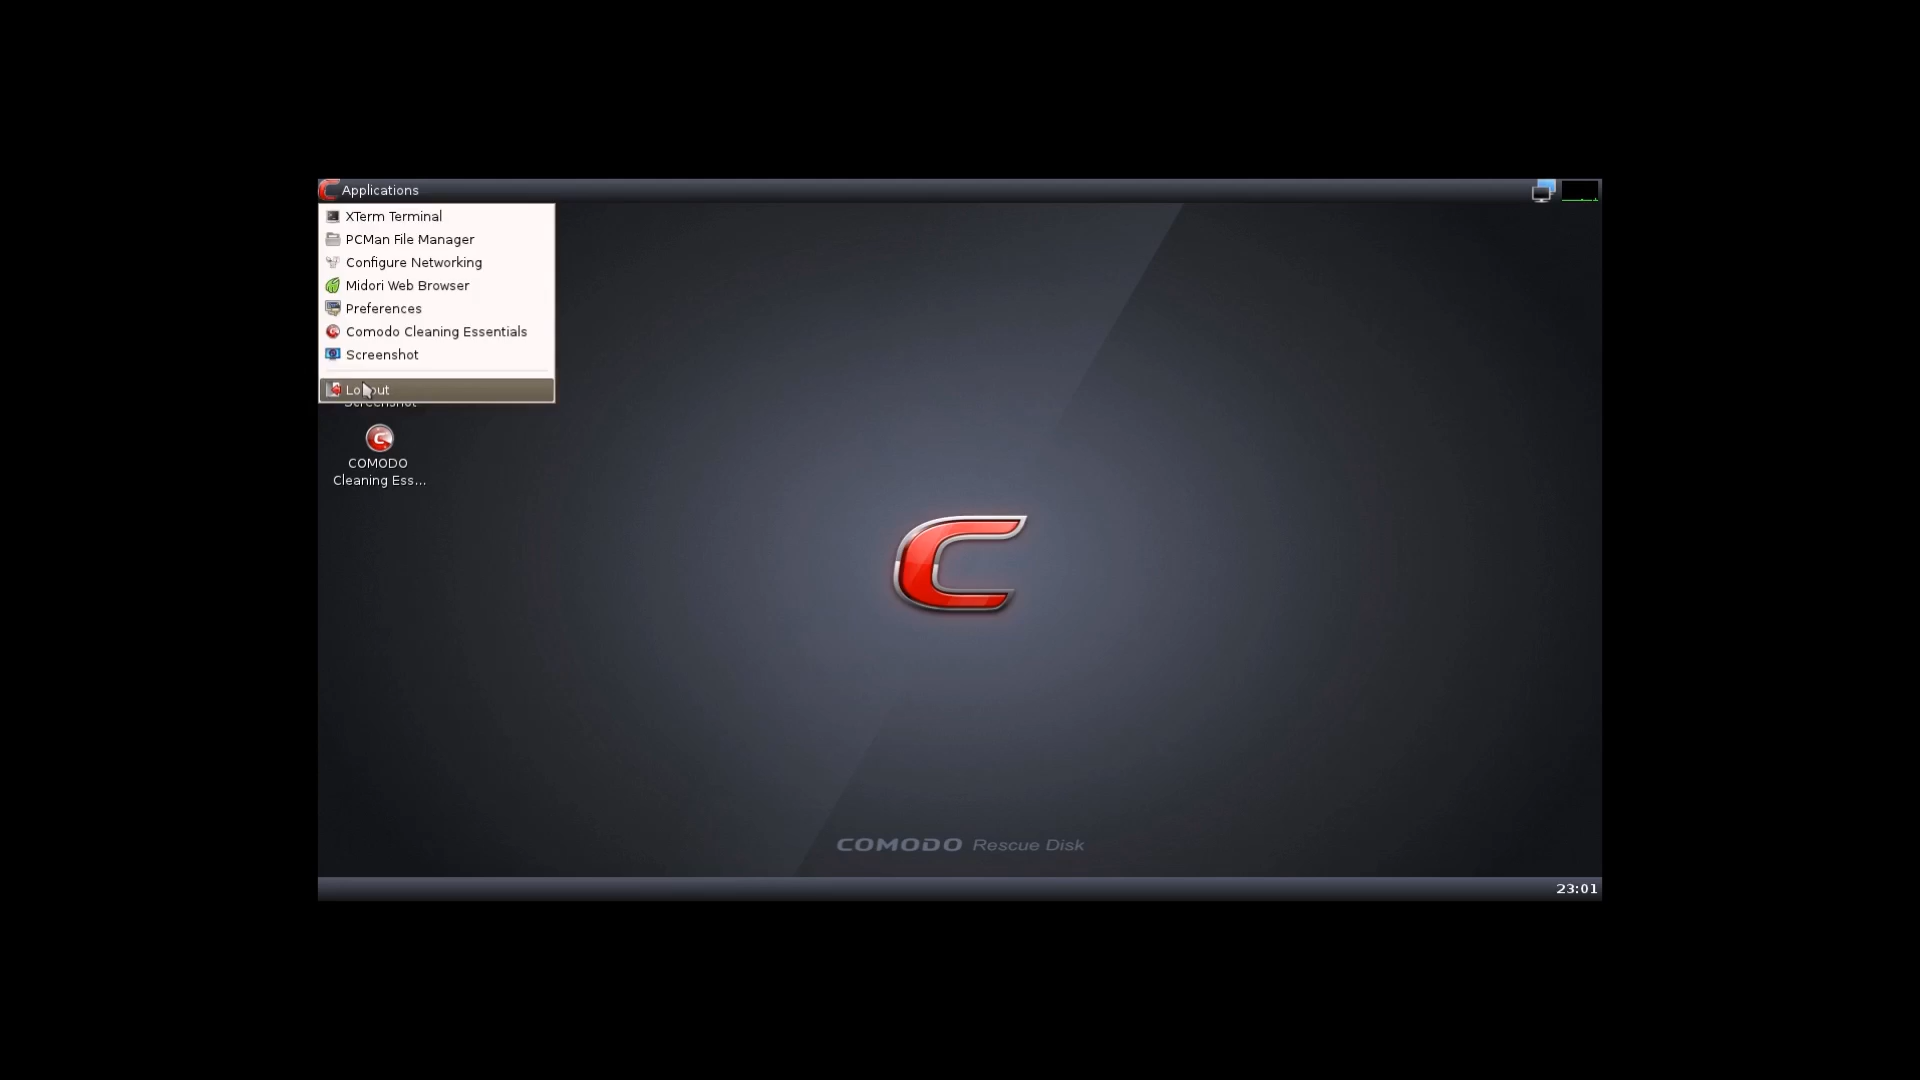 Applications
XTerm Terminal
PCMan File Manager
Configure Networking
Midori Web Browser
Preferences
Comodo Cleaning Essentials
Screenshot
Logout
Screenshot
COMODO
Cleaning Ess...
COMODO Rescue Disk
23:01